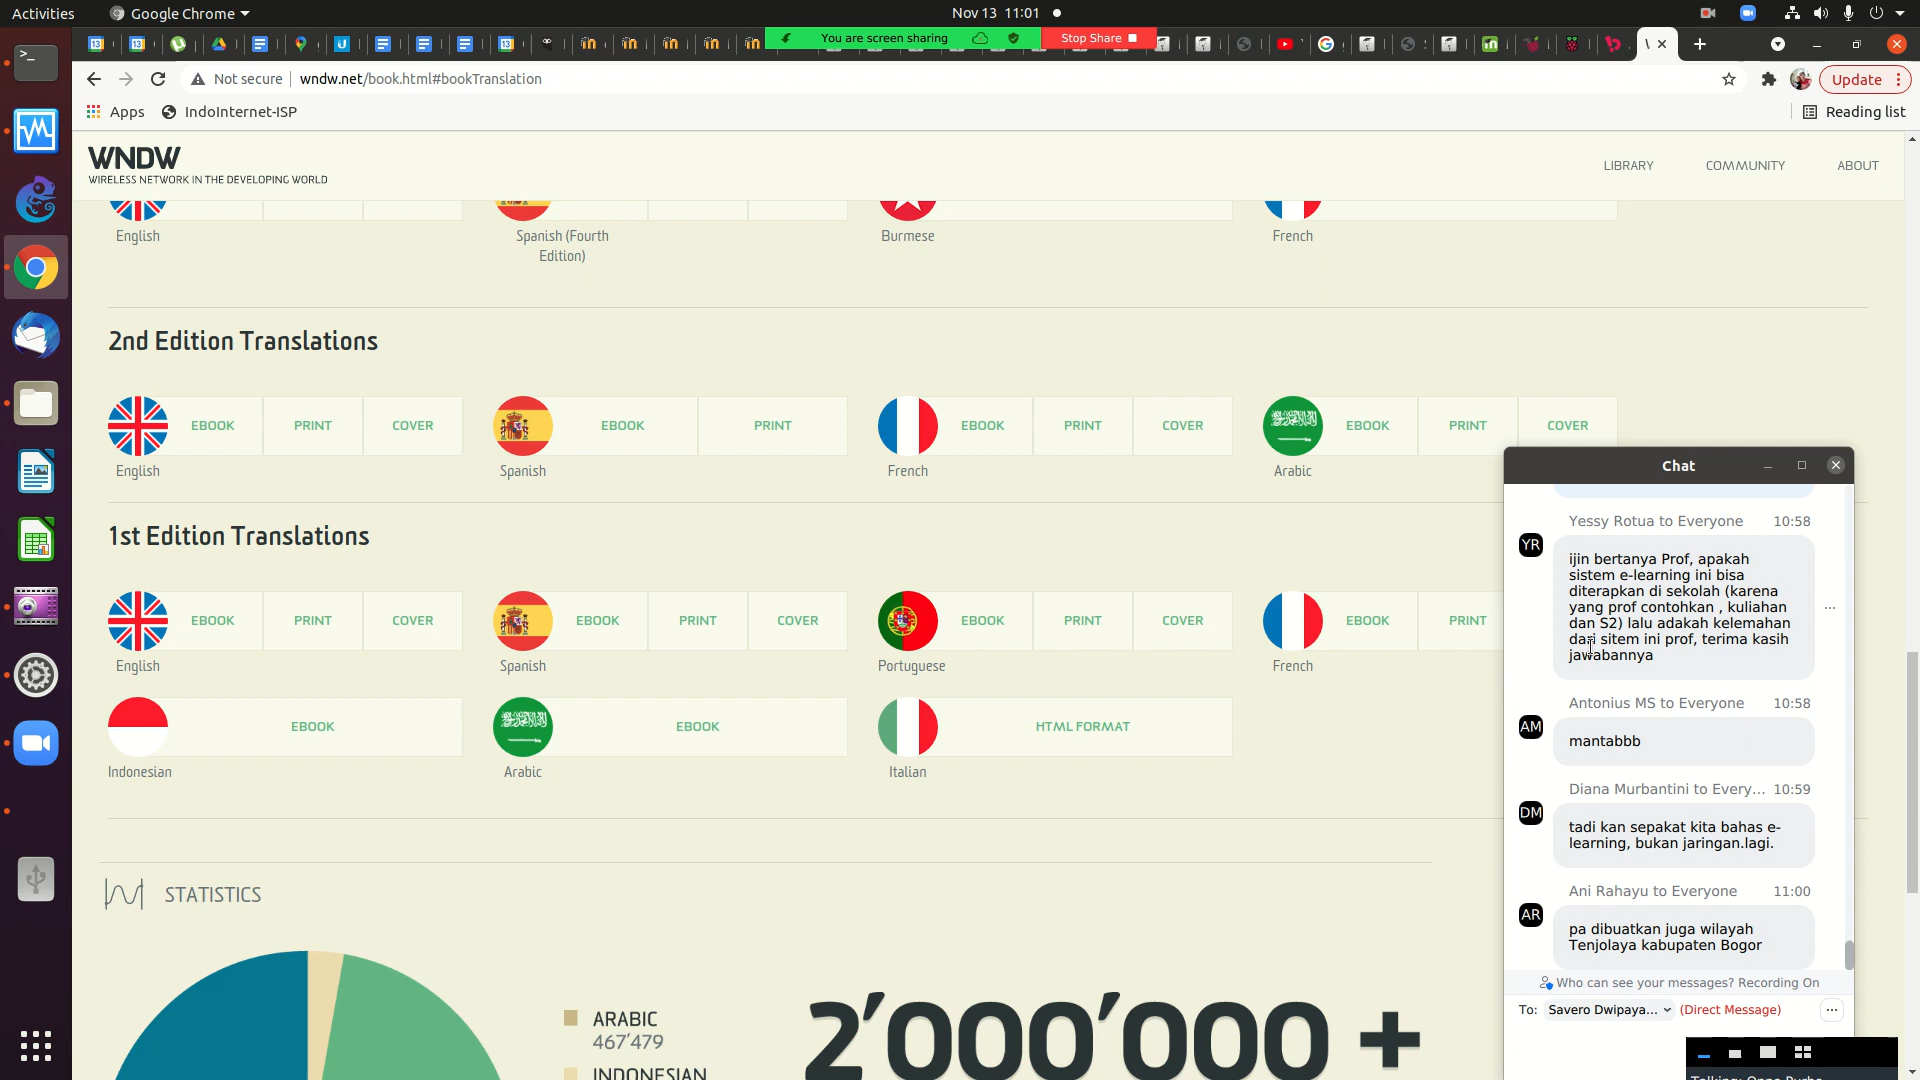 Activities
Google Chrome
Nov 13 11:01
You are screen sharing
Stop Share
Not secure
wndw.net/book.html#bookTranslation
Update
Apps
IndoInternet-ISP
Reading list
WNDW
WIRELESS NETWORK IN THE DEVELOPING WORLD
LIBRARY
COMMUNITY
ABOUT
English
Spanish (Fourth
Edition)
Burmese
French
2nd Edition Translations
EBOOK PRINT COVER
EBOOK PRINT
EBOOK PRINT COVER
EBOOK PRINT COVER
English
Spanish
French
Arabic
1st Edition Translations
EBOOK PRINT COVER
EBOOK PRINT COVER
EBOOK PRINT COVER
EBOOK PRINT
English
Spanish
Portuguese
French
EBOOK
EBOOK
HTML FORMAT
Indonesian
Arabic
Italian
STATISTICS
ARABIC
467'479
INDONESIAN
2'000'000 +
Chat
Yessy Rotua to Everyone 10:58
YR
ijin bertanya Prof, apakah
sistem e-learning ini bisa
diterapkan di sekolah (karena
yang prof contohkan , kuliahan
dan S2) lalu adakah kelemahan
dari sitem ini prof, terima kasih
jawabannya
Antonius MS to Everyone 10:58
AM
mantabbb
Diana Murbantini to Every... 10:59
DM
tadi kan sepakat kita bahas e-
learning, bukan jaringan.lagi.
Ani Rahayu to Everyone 11:00
AR
pa dibuatkan juga wilayah
Tenjolaya kabupaten Bogor
Who can see your messages? Recording On
To: Savero Dwipaya... (Direct Message)